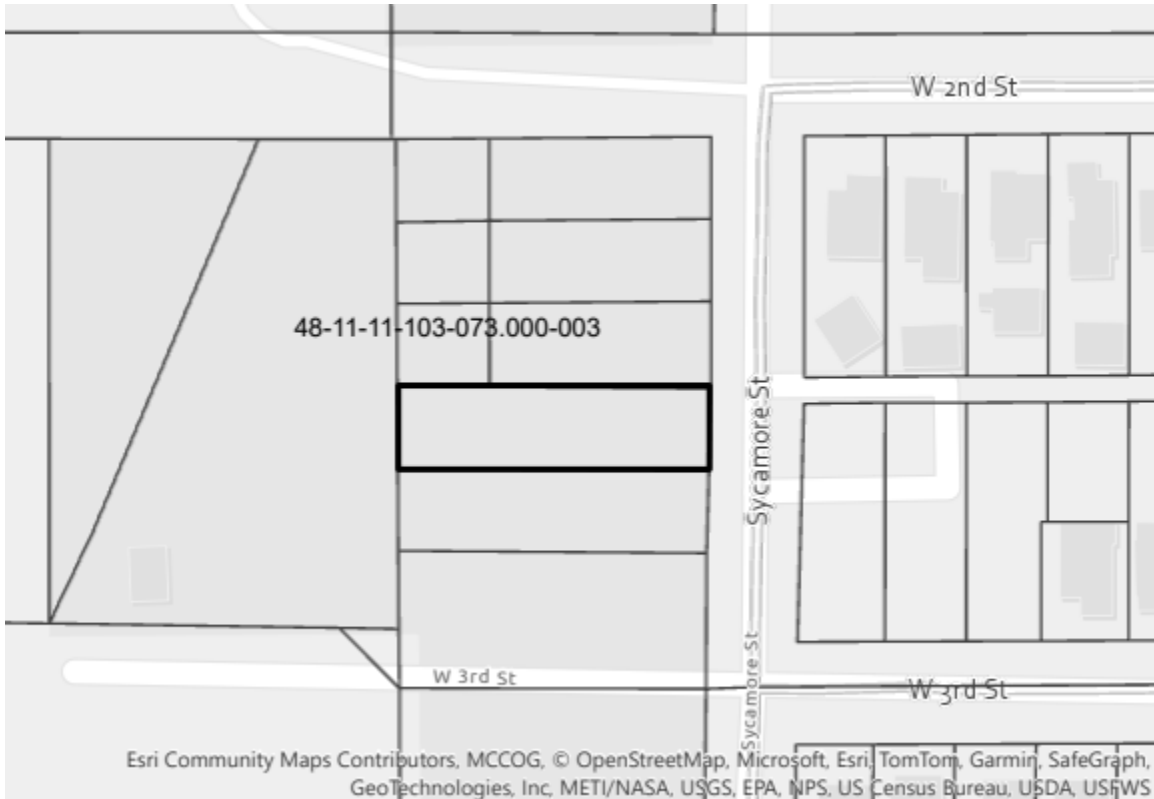 W 2nd St
48-11-11-103-073.000-003
Sycamore St
Sycamore St
W 3rd St
W 3rd St
Esri Community Maps Contributors, MCCOG, © OpenStreetMap, Microsoft, Esri, TomTom, Garmin, SafeGraph,
GeoTechnologies, Inc, METI/NASA, USGS, EPA, NPS, US Census Bureau, USDA, USFWS